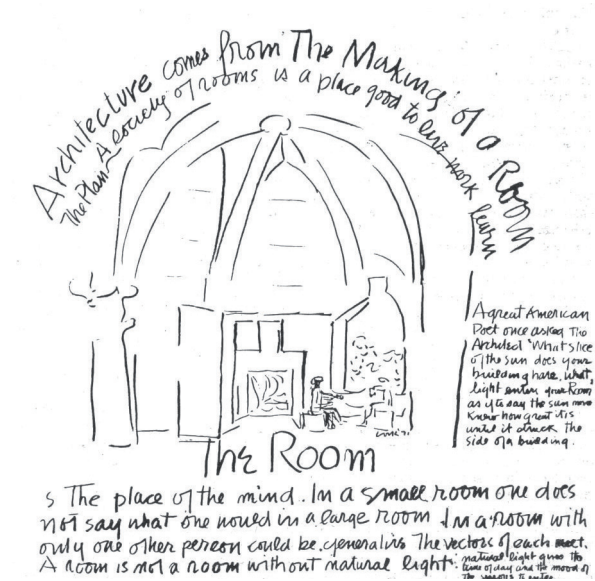 Architecture comes from The Making of a Room
The Plan - A society of rooms is a place good to live work learn
A great American
Poet once asked The
Architect 'What slice
of the sun does your
building have. What
light enters your Room
as if to say the sun never
knew how great it is
until it struck the
side of a building.
The Room
s The place of the mind. In a small room one does
not say what one would in a large room In a room with
only one other person could be generative The vectors of each meet.
A room is not a room without natural light.
natural light gives the
time of day and the mood of
the seasons to enter